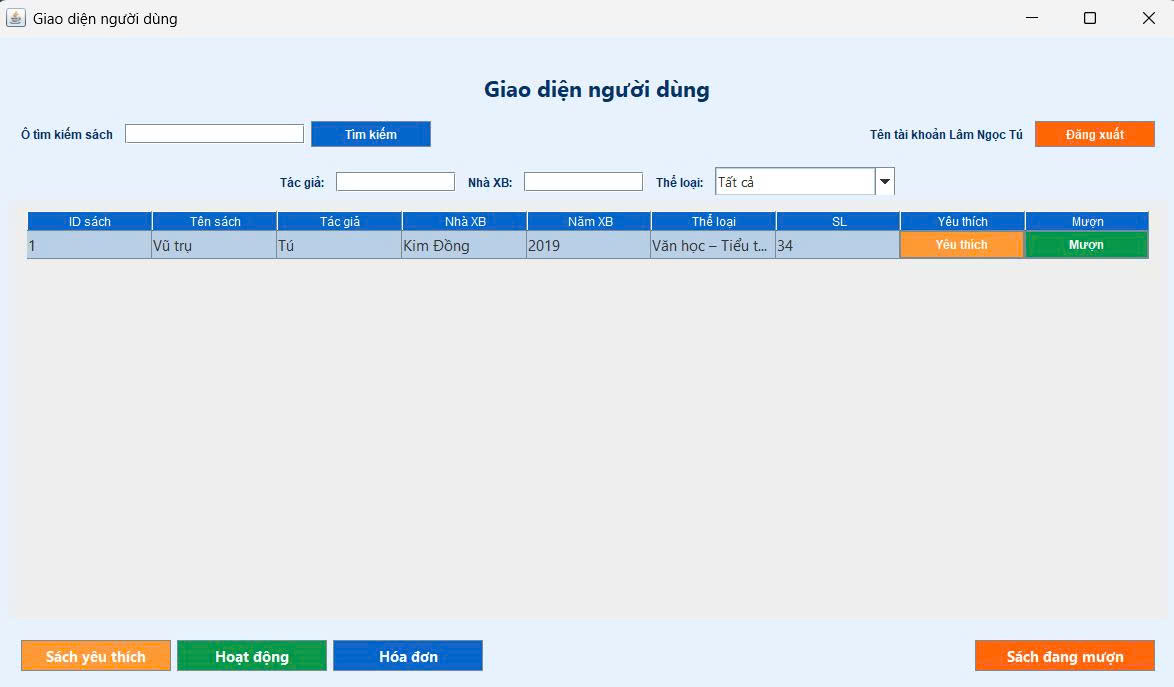 Giao diện người dùng
Giao diện người dùng
Ô tìm kiếm sách Tìm kiếm Tên tài khoản Lâm Ngọc Tú Đăng xuất
Tác giả: Nhà XB: Thể loại: Tất cả
ID sách Tên sách Tác giả Nhà XB Năm XB Thể loại SL Yêu thích Mượn
1 Vũ trụ Tú Kim Đồng 2019 Văn học – Tiểu t... 34 Yêu thích Mượn
Sách yêu thích Hoạt động Hóa đơn Sách đang mượn